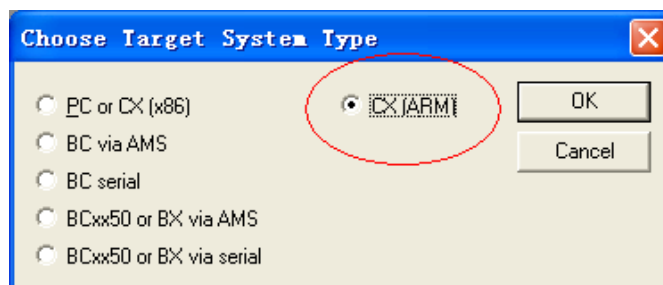 Choose Target System Type
PC or CX (x86)
CX (ARM)
OK
BC via AMS
Cancel
BC serial
BCxx50 or BX via AMS
BCxx50 or BX via serial